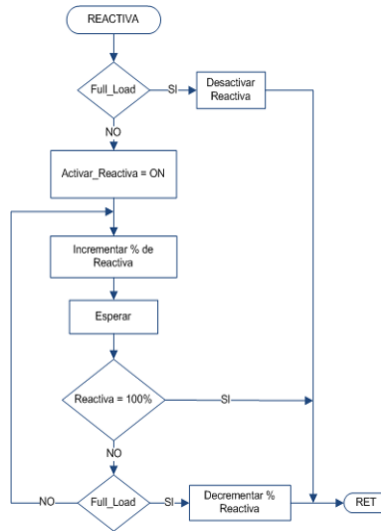 REACTIVA
Full_Load
SI
Desactivar
Reactiva
NO
Activar_Reactiva = ON
Incrementar % de
Reactiva
Esperar
Reactiva = 100%
SI
NO
Full_Load
NO
SI
Decrementar %
Reactiva
RET